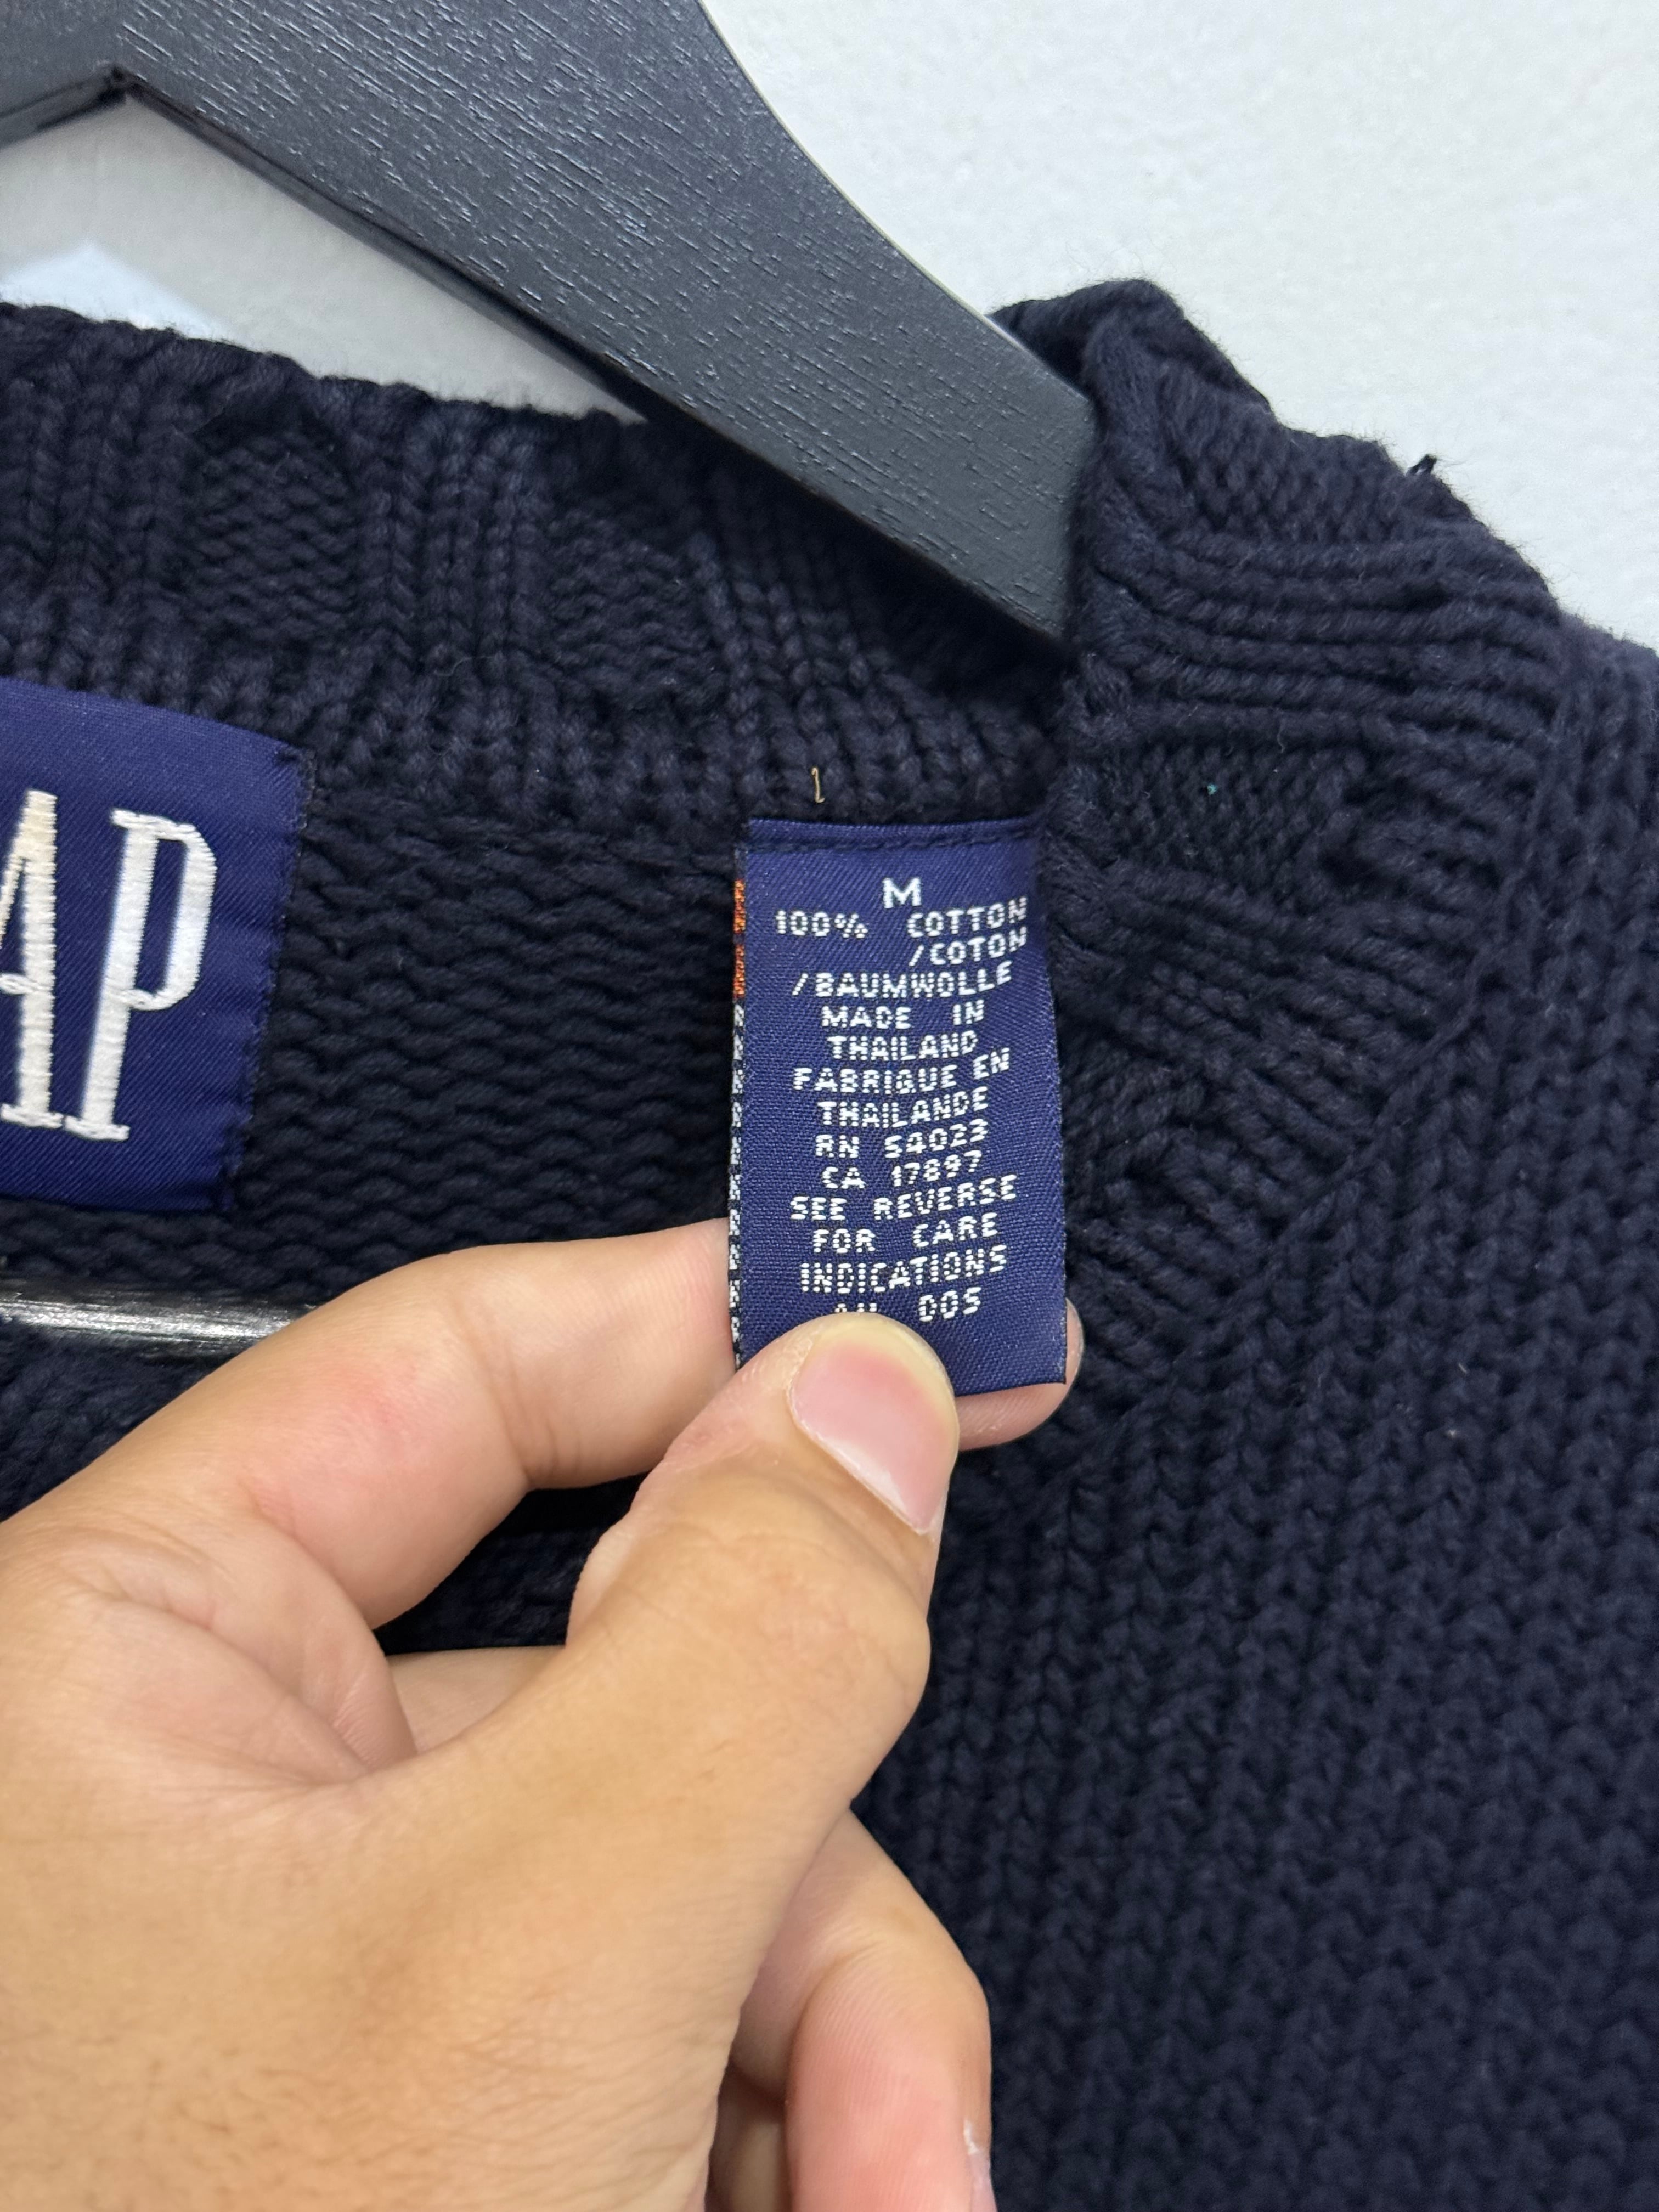 AP
M
100% COTTON
/COTON
/BAUMWOLLE
MADE IN
THAILAND
FABRIQUE EN
THAILANDE
RN 54023
CA 17897
SEE REVERSE
FOR CARE
INDICATIONS
005